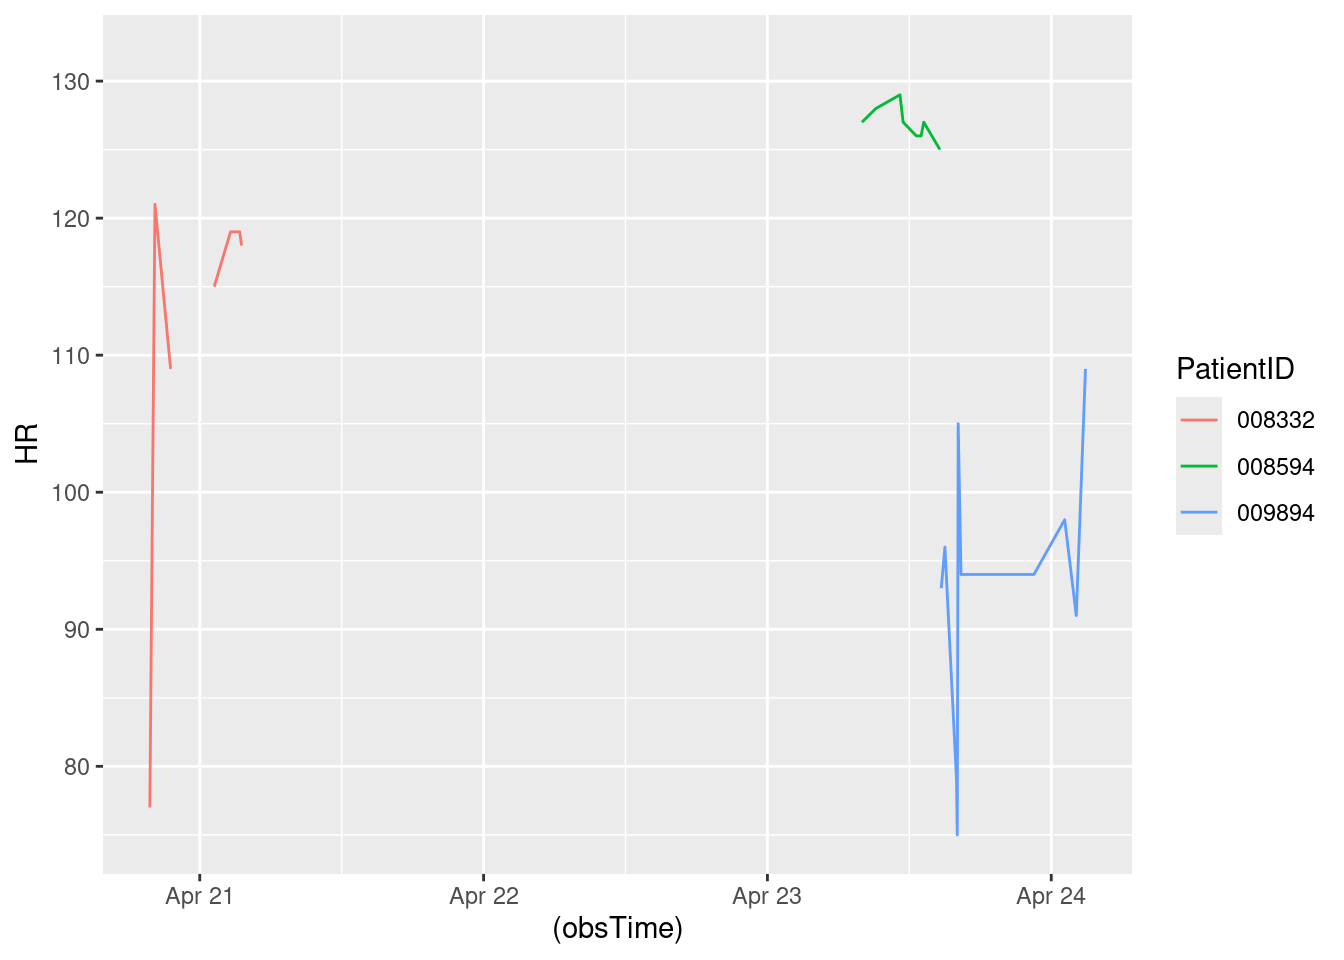 130
120
110
100
90
80
HR
Apr 21
Apr 22
Apr 23
Apr 24
(obsTime)
PatientID
008332
008594
009894